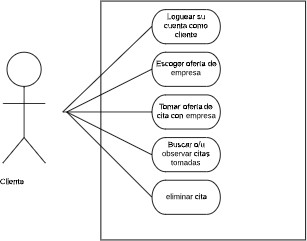 Loguear su
cuenta como
cliente
Escoger oferta de
empresa
Tomar oferta de
cita con empresa
Buscar o/u
observar citas
tomadas
Cliente
eliminar cita